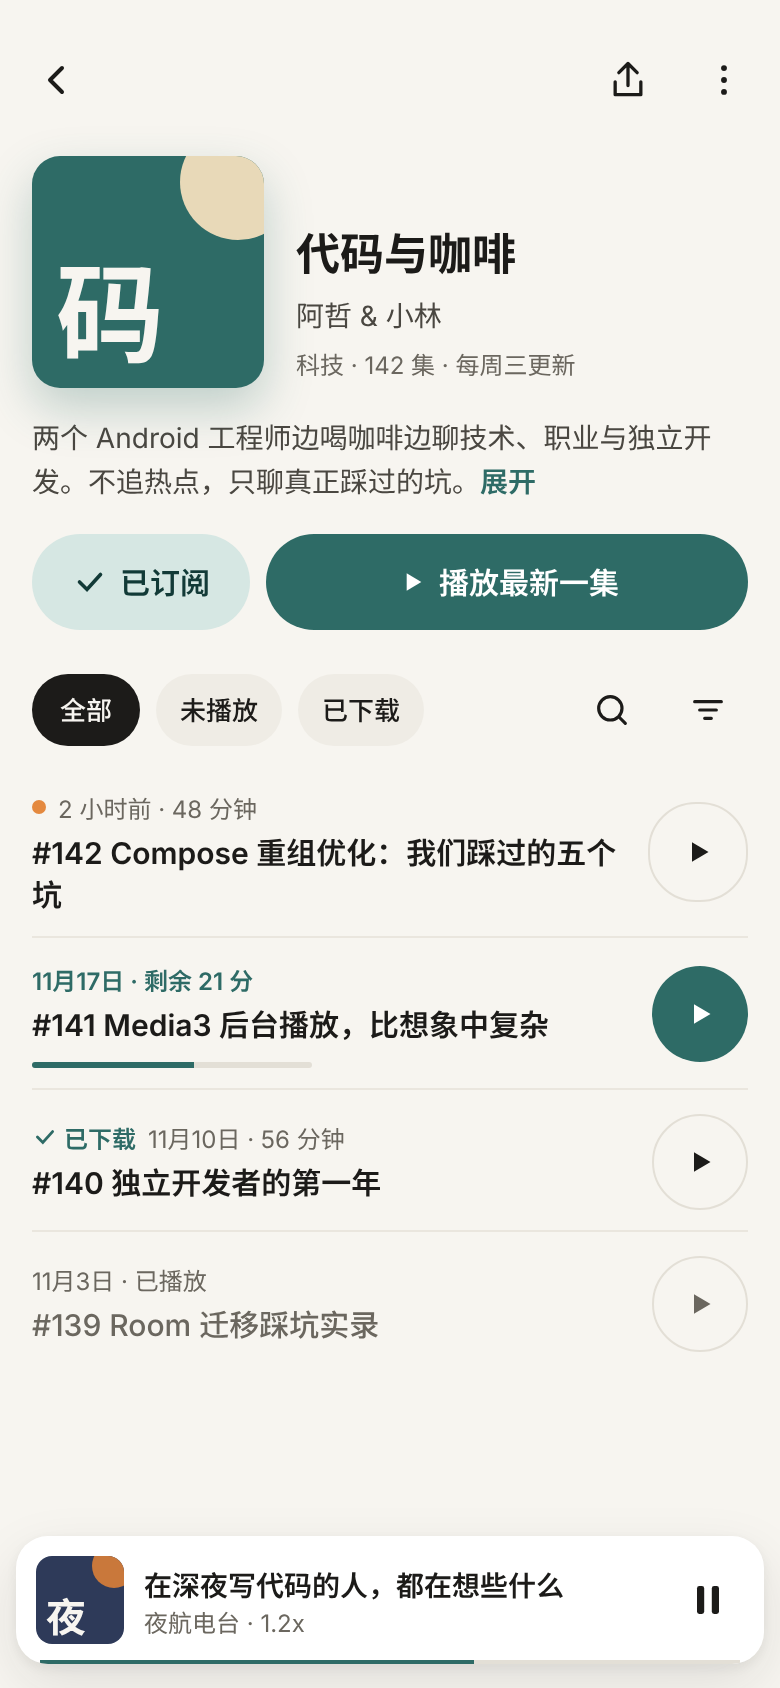 码
代码与咖啡
阿哲 & 小林
科技 · 142 集 · 每周三更新
两个 Android 工程师边喝咖啡边聊技术、职业与独立开
发。不追热点，只聊真正踩过的坑。展开
已订阅
播放最新一集
全部
未播放
已下载
2 小时前 · 48 分钟
#142 Compose 重组优化：我们踩过的五个
坑
11月17日 · 剩余 21 分
#141 Media3 后台播放，比想象中复杂
已下载 11月10日 · 56 分钟
#140 独立开发者的第一年
11月3日 · 已播放
#139 Room 迁移踩坑实录
夜
在深夜写代码的人，都在想些什么
夜航电台 · 1.2x